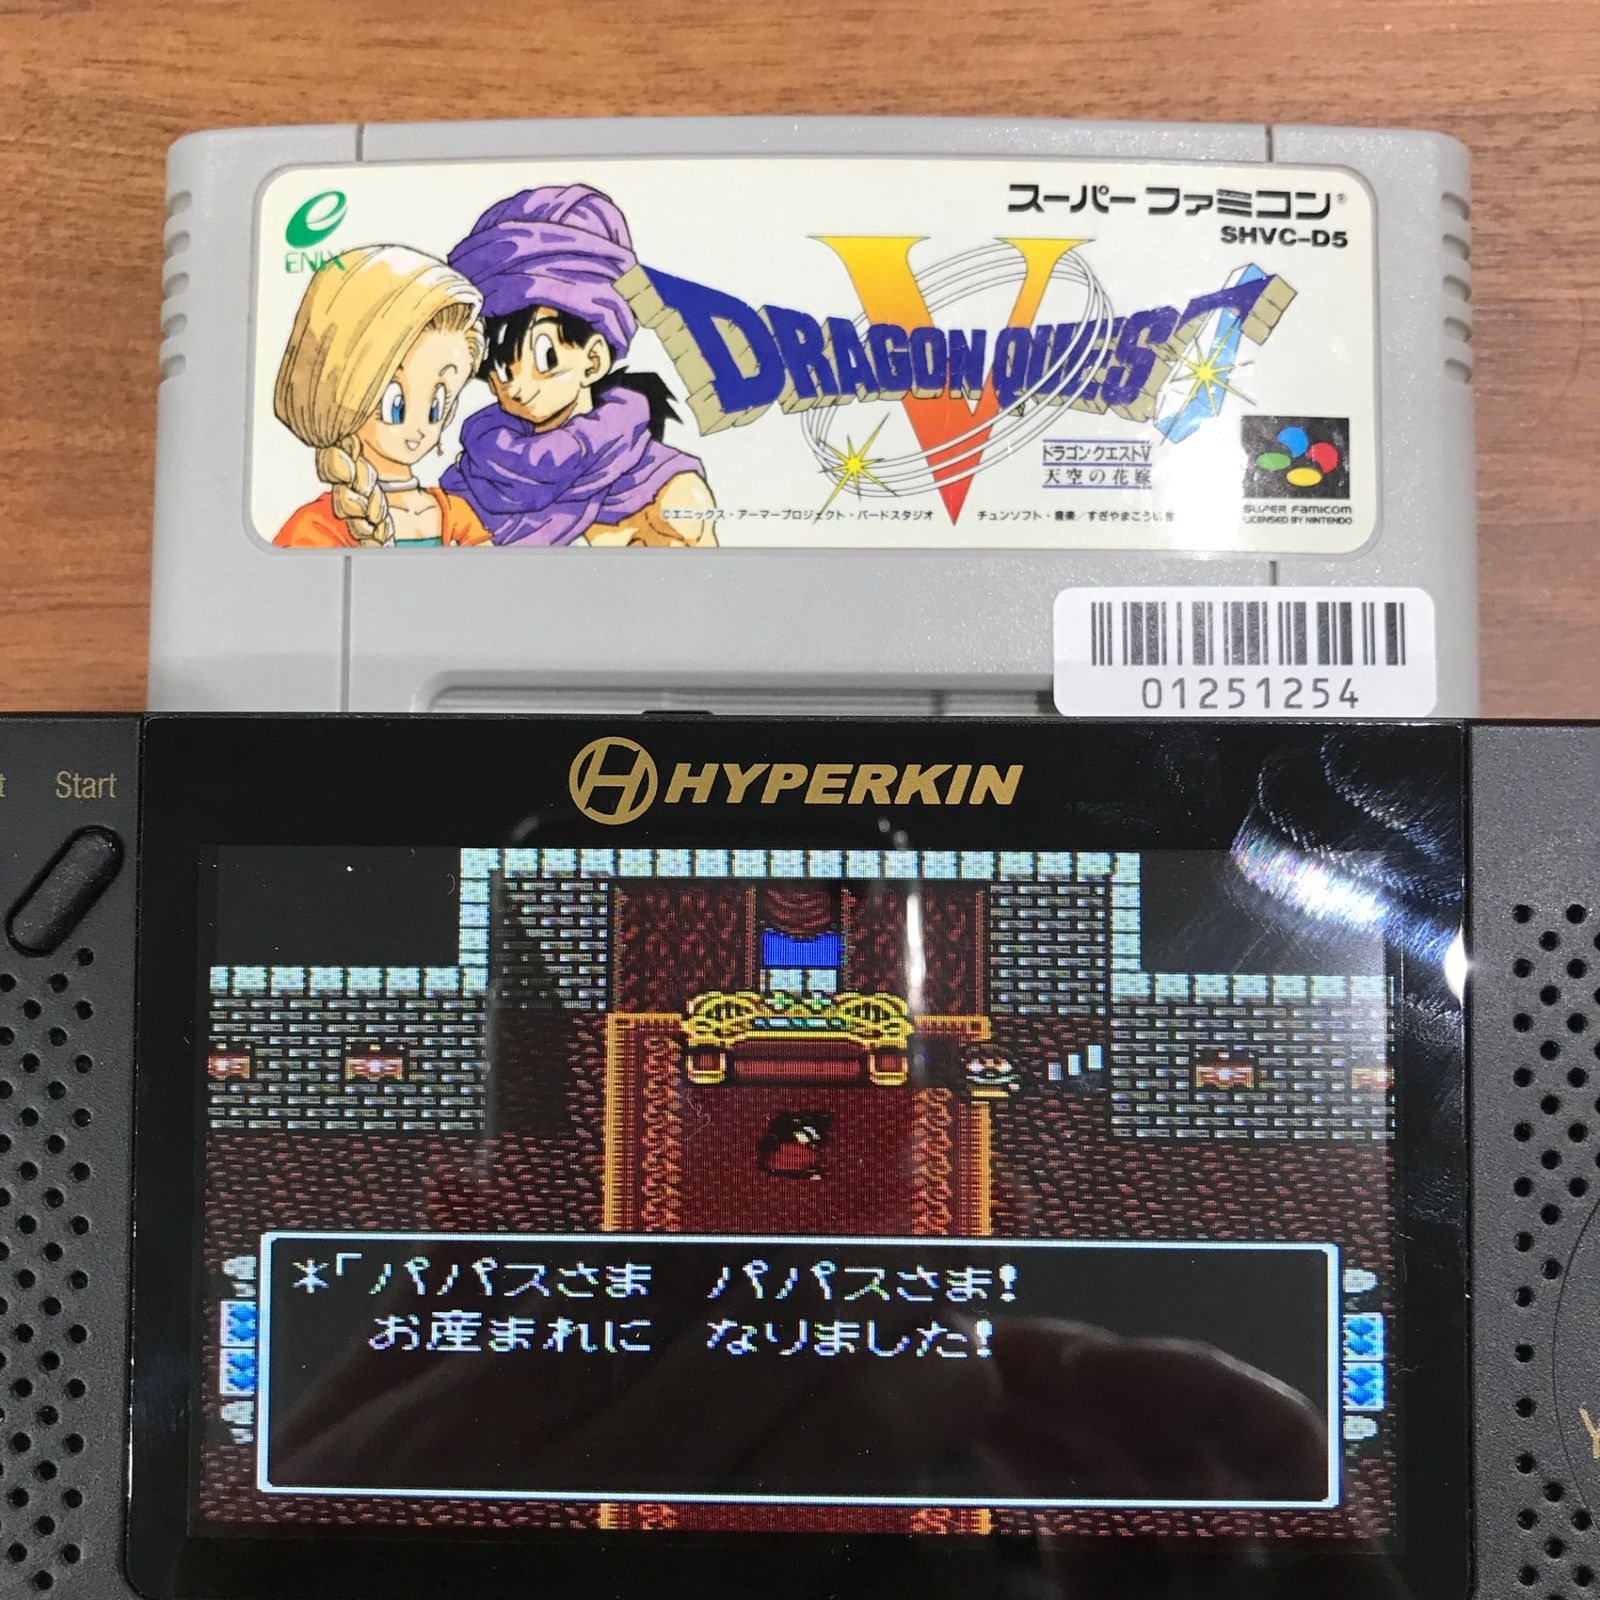 ENIX
スーパーファミコン®
SHVC-D5
DRAGON QUEST
V
ドラゴンクエストV
天空の花嫁
©エニックス・アーマープロジェクト・バードスタジオ チュンソフト・音楽/すぎやまこういち
SUPER FAMICOM
LICENSED BY NINTENDO
01251254
Start
HYPERKIN
*「パパスさま パパスさま!
お産まれに なりました!
Y